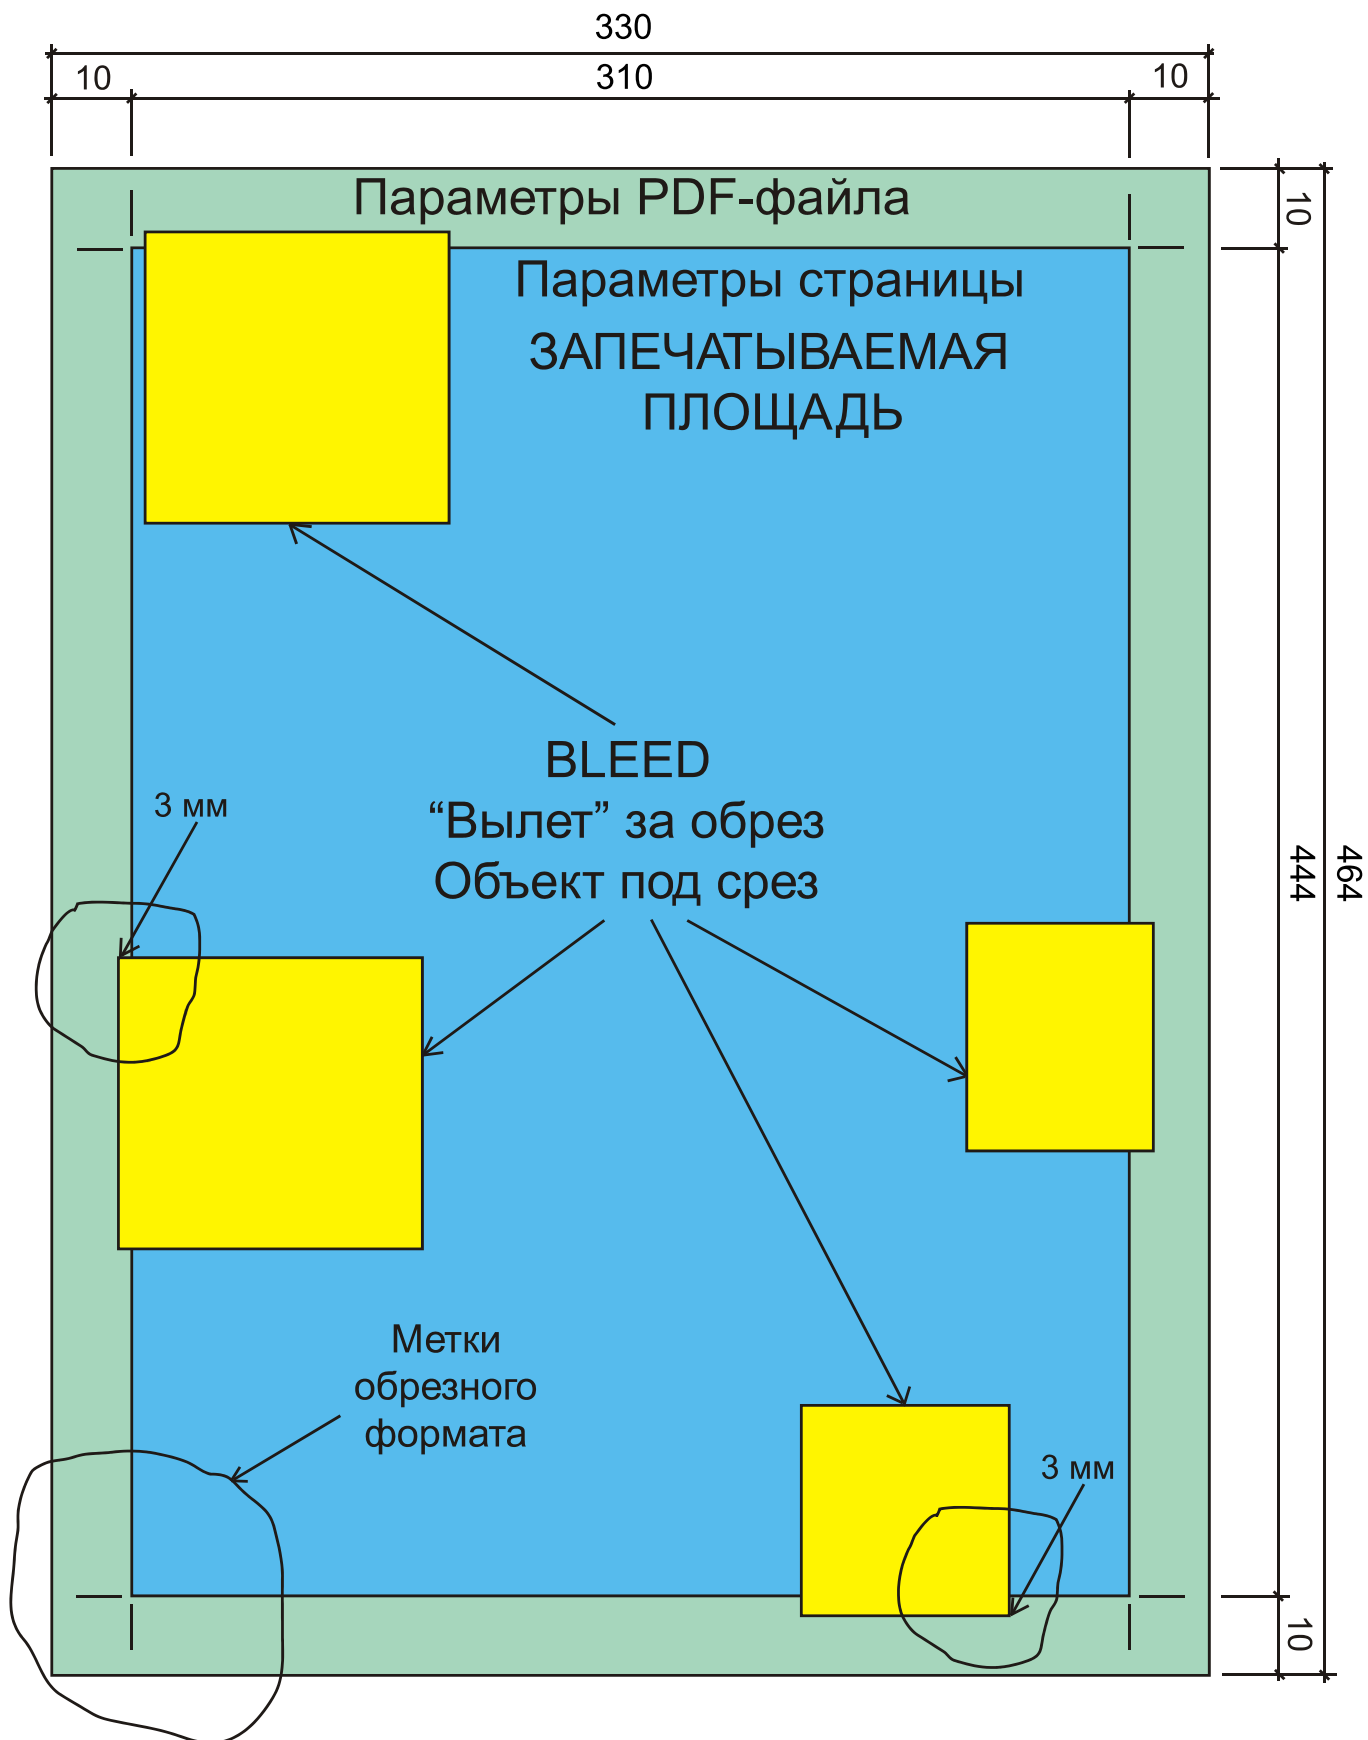 330
10
310
10
Параметры PDF-файла
10
Параметры страницы
ЗАПЕЧАТЫВАЕМАЯ
ПЛОЩАДЬ
BLEED
“Вылет” за обрез
Объект под срез
3 мм
444
464
Метки
обрезного
формата
3 мм
10